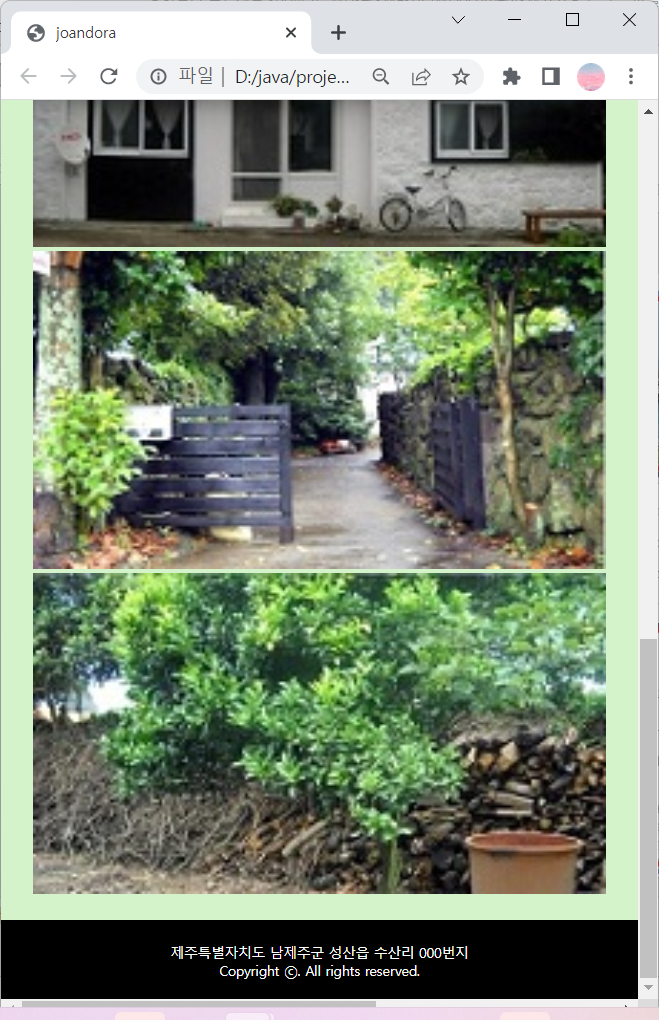 joandora
파일 | D:/java/proje...
제주특별자치도 남제주군 성산읍 수산리 000번지
Copyright ⓒ. All rights reserved.